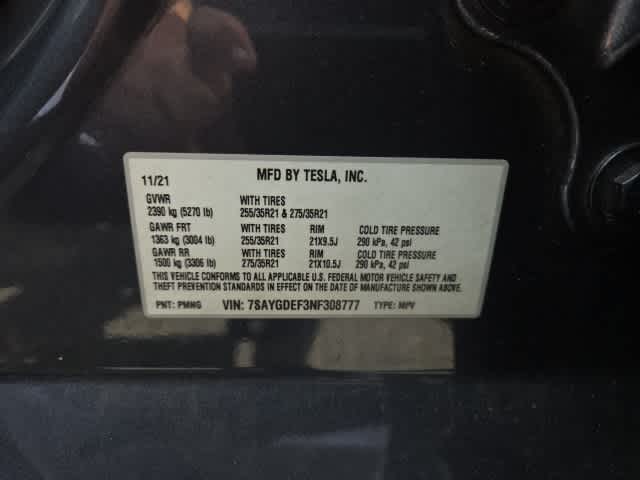 11/21 MFD BY TESLA, INC.
GVWR WITH TIRES
2390 kg (5270 lb) 255/35R21 & 275/35R21
GAWR FRT WITH TIRES RIM COLD TIRE PRESSURE
1363 kg (3004 lb) 255/35R21 21X9.5J 290 kPa, 42 psi
GAWR RR WITH TIRES RIM COLD TIRE PRESSURE
1500 kg (3306 lb) 275/35R21 21X10.5J 290 kPa, 42 psi
THIS VEHICLE CONFORMS TO ALL APPLICABLE U.S. FEDERAL MOTOR VEHICLE SAFETY AND
THEFT PREVENTION STANDARDS IN EFFECT ON THE DATE OF MANUFACTURE SHOWN ABOVE.
PNT: PMNG VIN: 7SAYGDEF3NF308777 TYPE: MPV